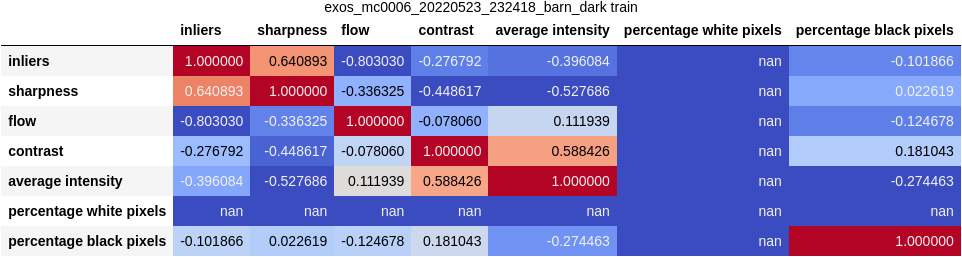 exos_mc0006_20220523_232418_barn_dark train
inliers sharpness flow contrast average intensity percentage white pixels percentage black pixels
inliers 1.000000 0.640893 -0.803030 -0.276792 -0.396084 nan -0.101866
sharpness 0.640893 1.000000 -0.336325 -0.448617 -0.527686 nan 0.022619
flow -0.803030 -0.336325 1.000000 -0.078060 0.111939 nan -0.124678
contrast -0.276792 -0.448617 -0.078060 1.000000 0.588426 nan 0.181043
average intensity -0.396084 -0.527686 0.111939 0.588426 1.000000 nan -0.274463
percentage white pixels nan nan nan nan nan nan nan
percentage black pixels -0.101866 0.022619 -0.124678 0.181043 -0.274463 nan 1.000000